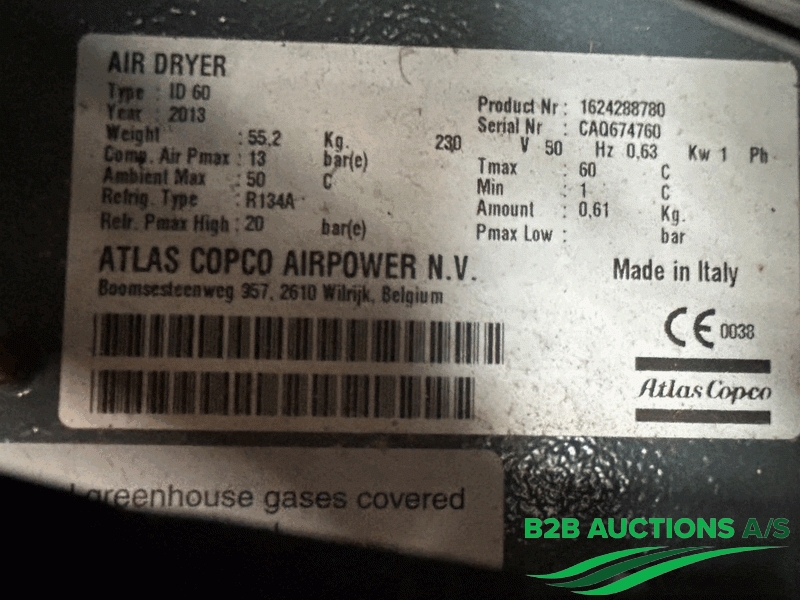 AIR DRYER
Type : ID 60
Year : 2013
Weight : 55,2 Kg.
Comp. Air Pmax : 13 bar(e)
Ambient Max : 50 C
Refrig. Type : R134A
Refr. Pmax High : 20 bar(e)
Product Nr : 1624288780
Serial Nr : CAQ674760
230 V 50 Hz 0,63 Kw 1 Ph
Tmax : 60 C
Min : 1 C
Amount : 0,61 Kg.
Pmax Low : bar
ATLAS COPCO AIRPOWER N.V.
Boomsesteenweg 957, 2610 Wilrijk, Belgium
Made in Italy
CE 0038
Atlas Copco
greenhouse gases covered
B2B AUCTIONS A/S